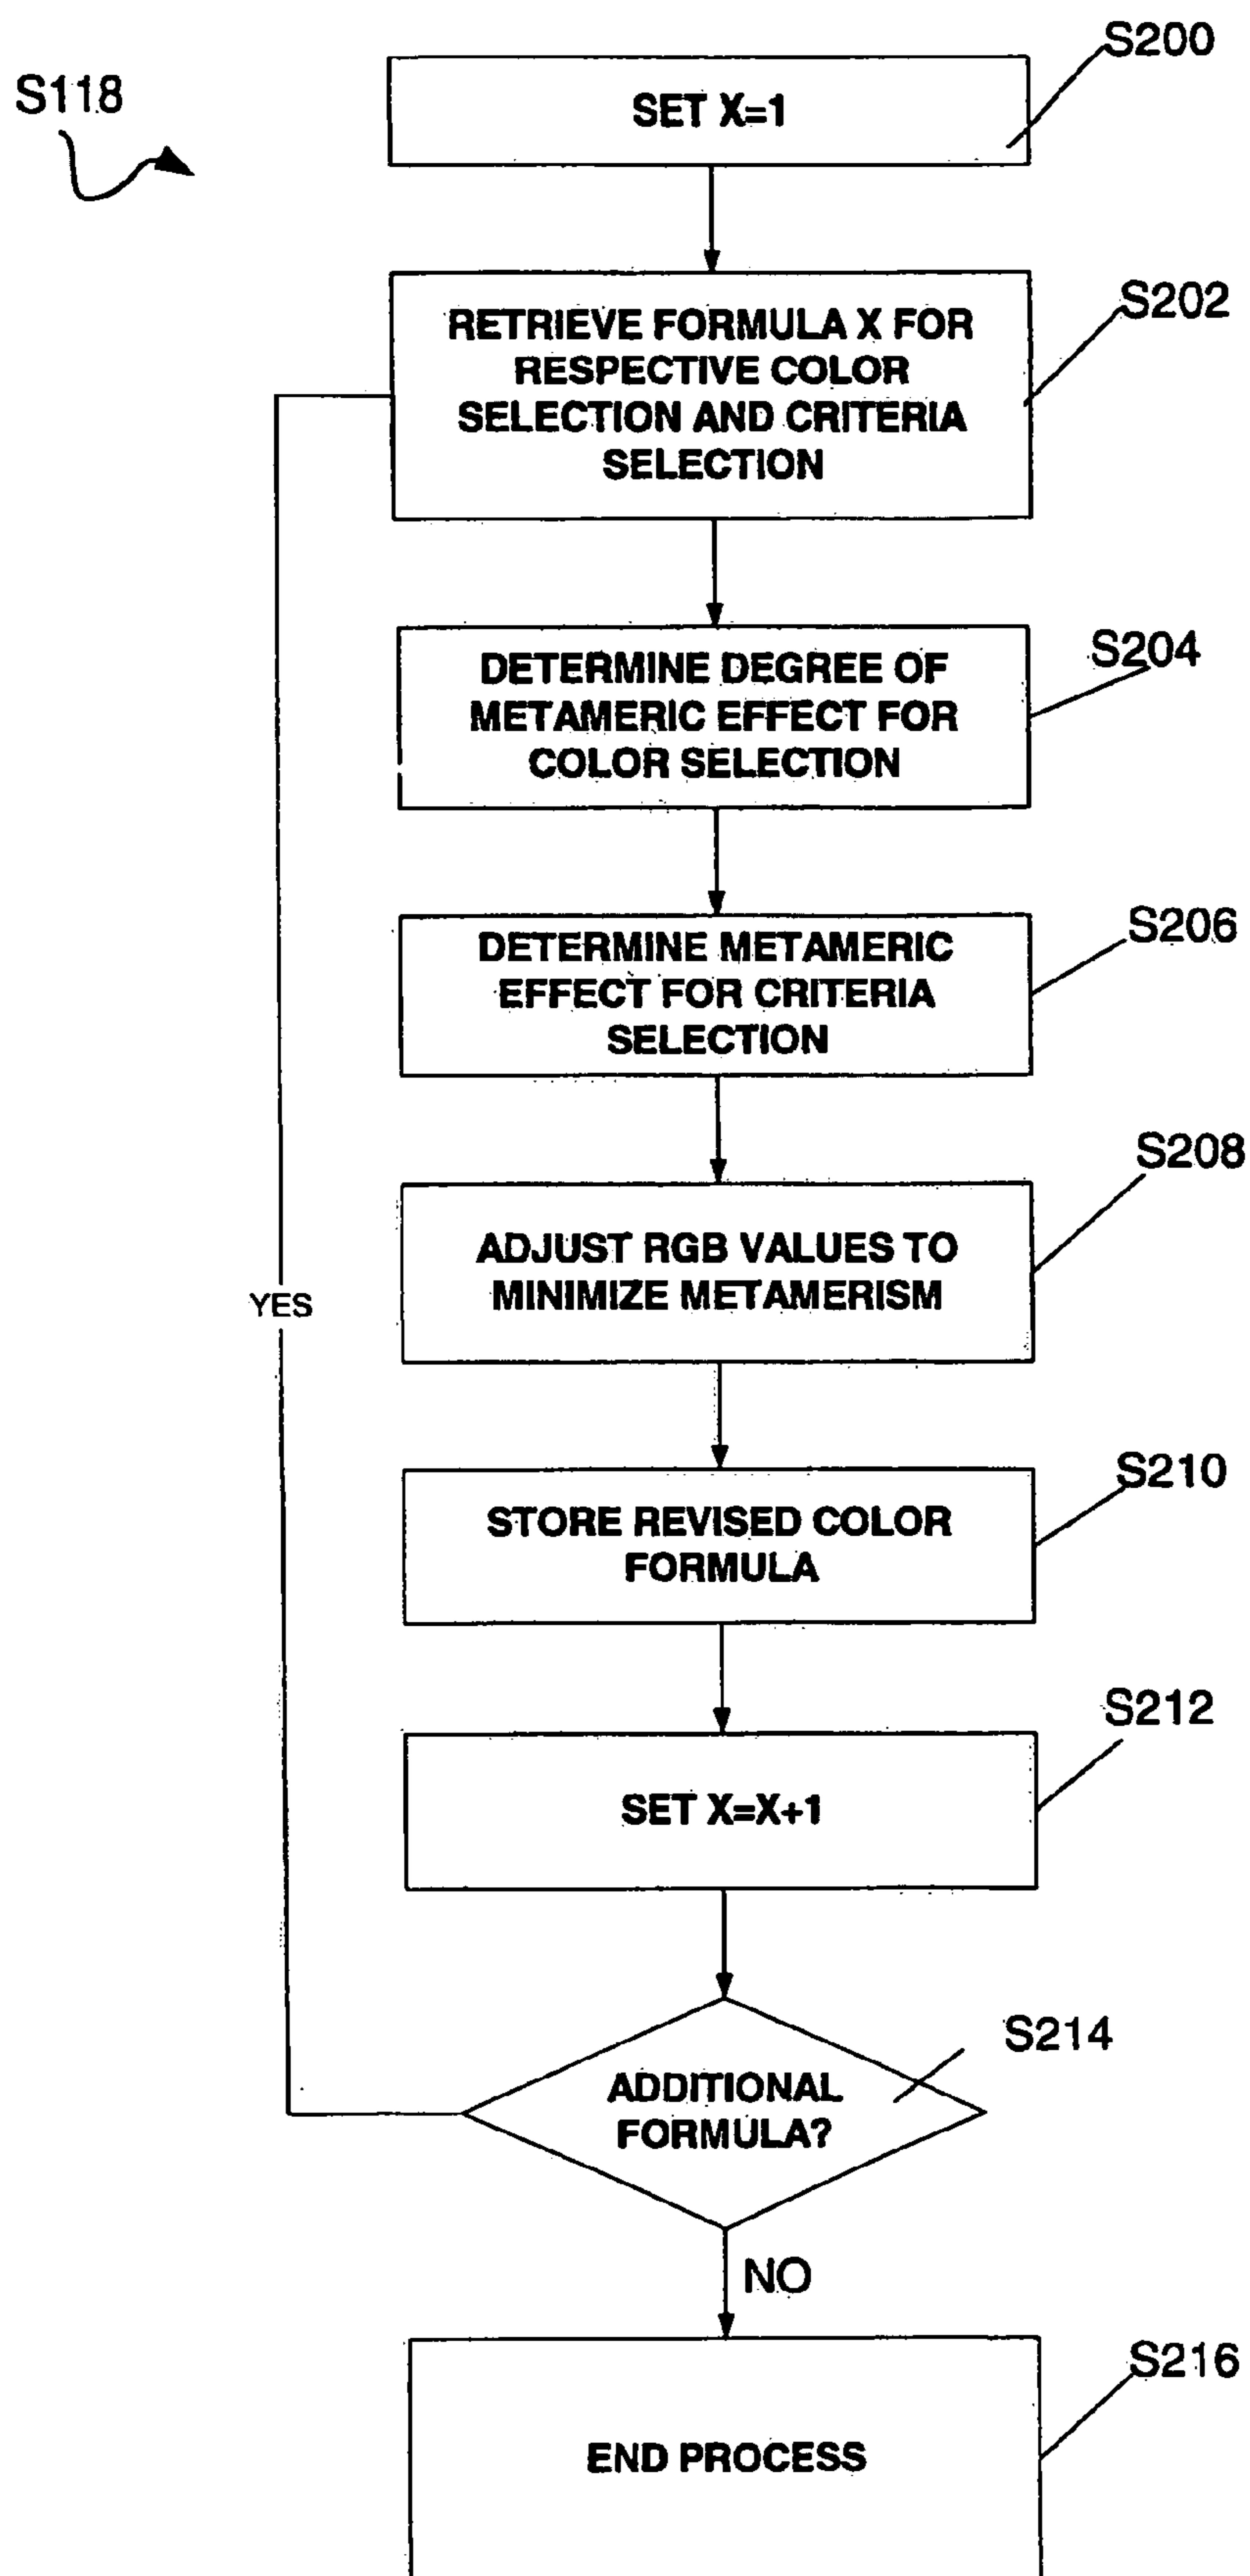 S200
S118
SET X=1
S202
RETRIEVE FORMULA X FOR
RESPECTIVE COLOR
SELECTION AND CRITERIA
SELECTION
S204
DETERMINE DEGREE OF
METAMERIC EFFECT FOR
COLOR SELECTION
S206
DETERMINE METAMERIC
EFFECT FOR CRITERIA
SELECTION
S208
ADJUST RGB VALUES TO
MINIMIZE METAMERISM
YES
S210
STORE REVISED COLOR
FORMULA
S212
SET X=X+1
S214
ADDITIONAL
FORMULA?
NO
S216
END PROCESS